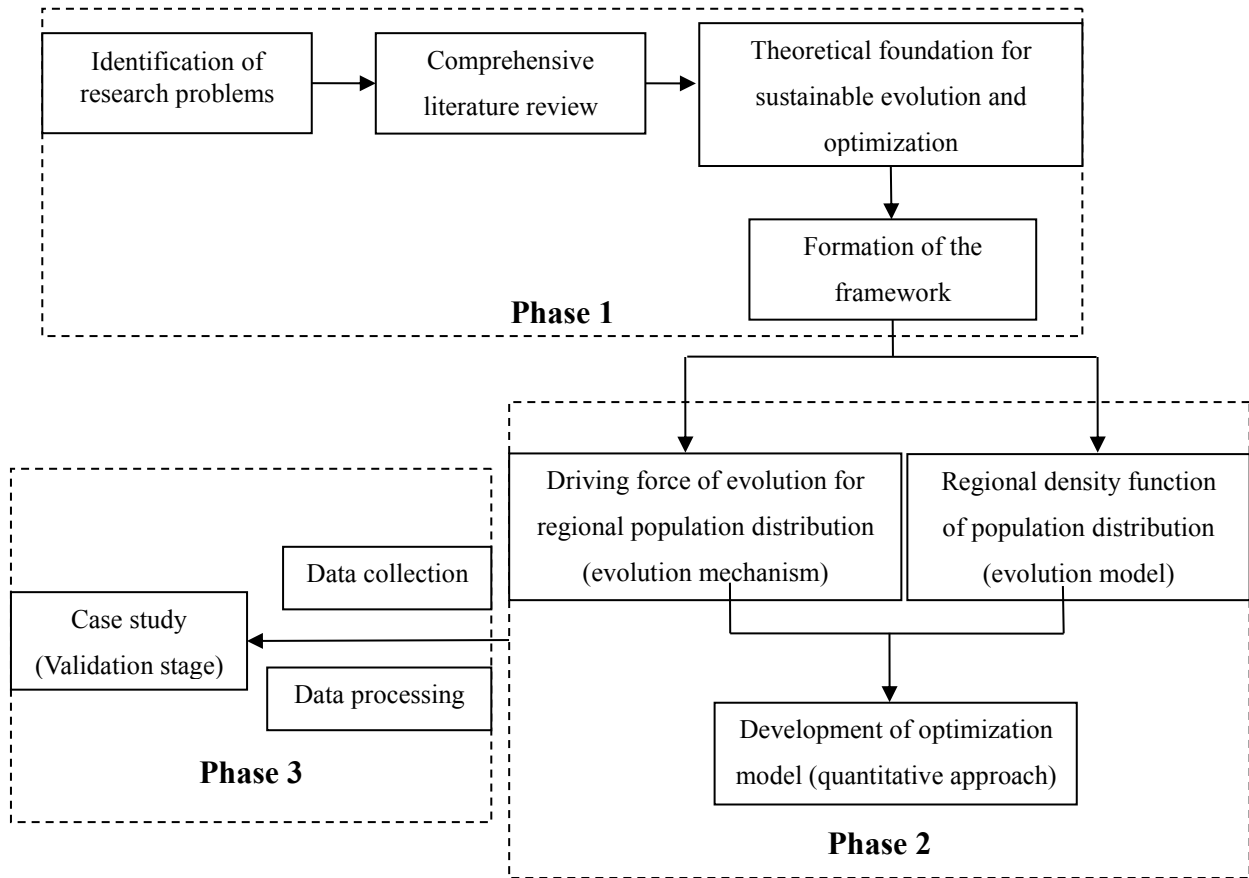 Identification of
research problems
Comprehensive
literature review
Theoretical foundation for
sustainable evolution and
optimization
Formation of the
framework
Phase 1
Driving force of evolution for
regional population distribution
(evolution mechanism)
Regional density function
of population distribution
(evolution model)
Development of optimization
model (quantitative approach)
Phase 2
Data collection
Case study
(Validation stage)
Data processing
Phase 3